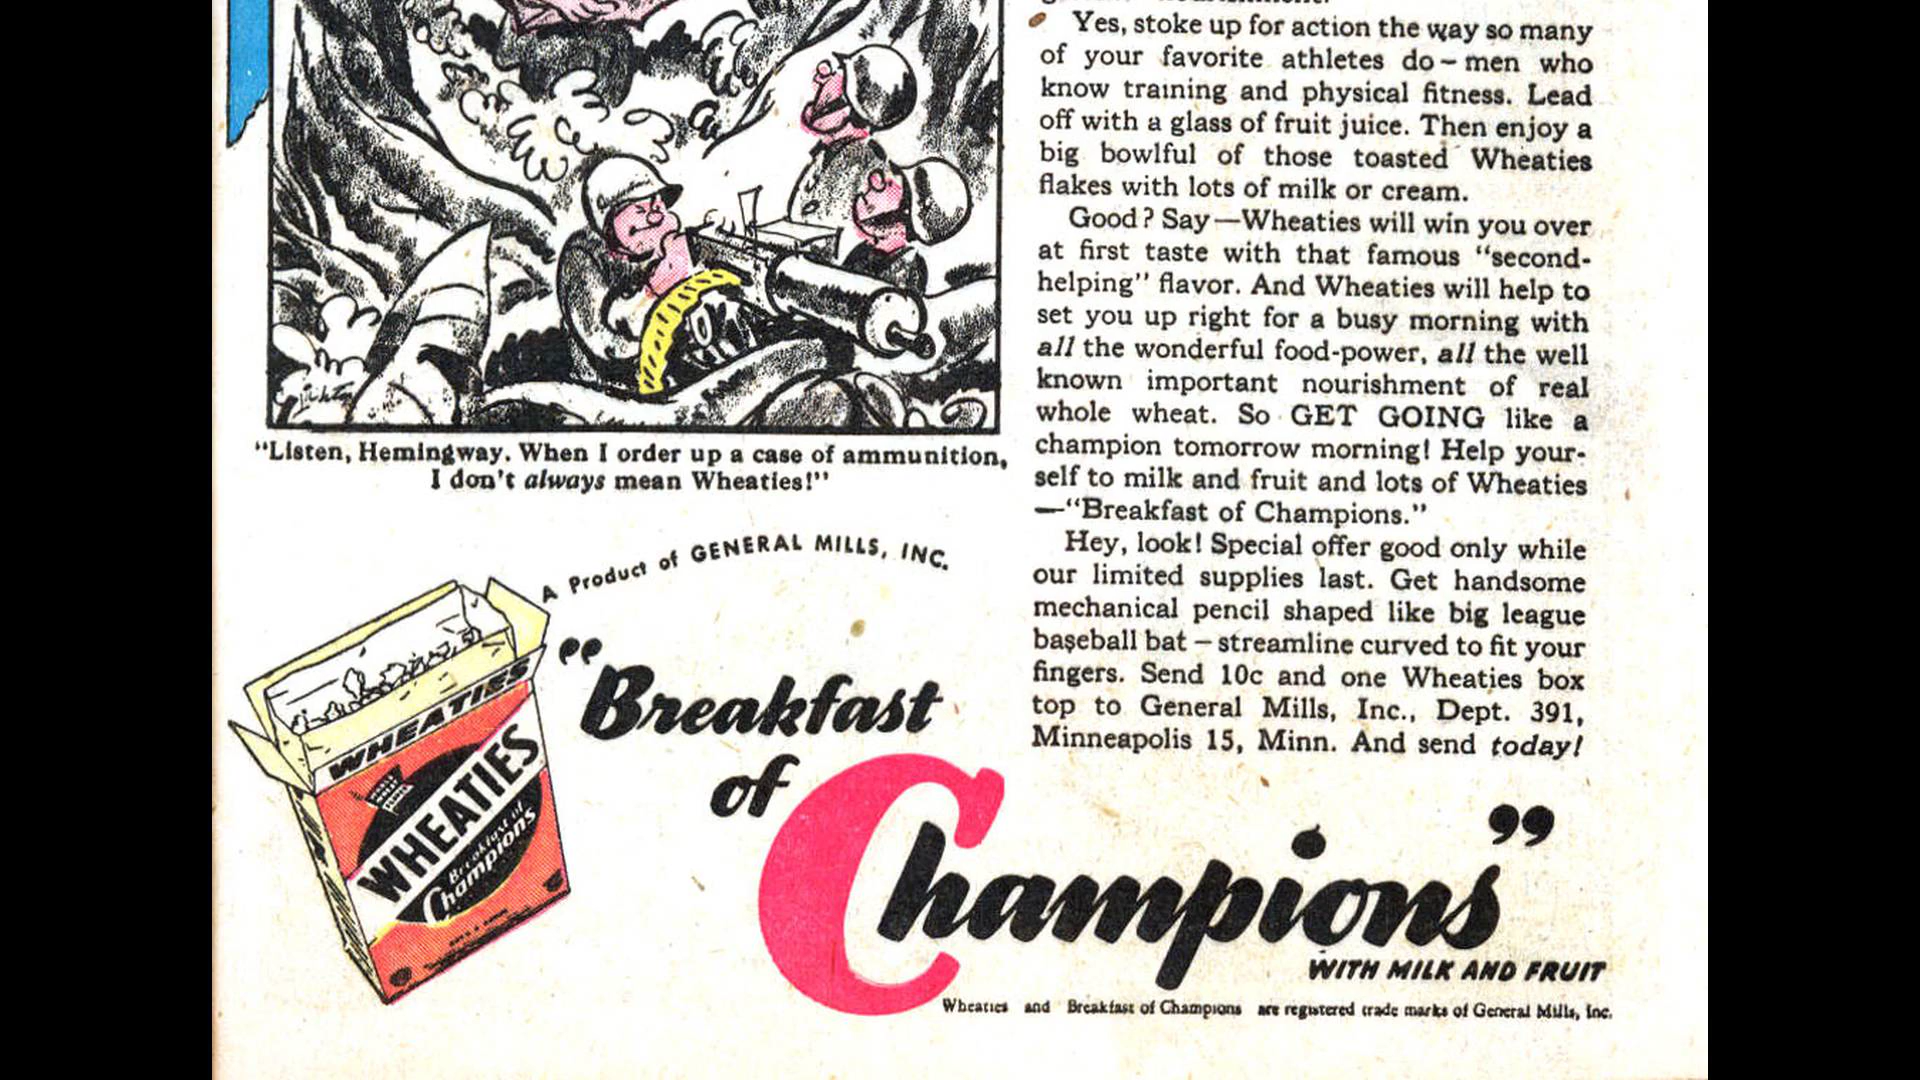 Yes, stoke up for action the way so many
of your favorite athletes do – men who
know training and physical fitness. Lead
off with a glass of fruit juice. Then enjoy a
big bowlful of those toasted Wheaties
flakes with lots of milk or cream.
Good? Say—Wheaties will win you over
at first taste with that famous “second-
helping” flavor. And Wheaties will help to
set you up right for a busy morning with
all the wonderful food-power, all the well
known important nourishment of real
whole wheat. So GET GOING like a
champion tomorrow morning! Help your-
self to milk and fruit and lots of Wheaties
—“Breakfast of Champions.”
Hey, look! Special offer good only while
our limited supplies last. Get handsome
mechanical pencil shaped like big league
baseball bat – streamline curved to fit your
fingers. Send 10c and one Wheaties box
top to General Mills, Inc., Dept. 391,
Minneapolis 15, Minn. And send today!
“Listen, Hemingway. When I order up a case of ammunition,
I don't always mean Wheaties!”
A Product of GENERAL MILLS, INC.
WHEATIES
WHEATIES
Breakfast of
Champions
“Breakfast
of
Champions”
WITH MILK AND FRUIT
Wheaties and Breakfast of Champions are registered trade marks of General Mills, Inc.